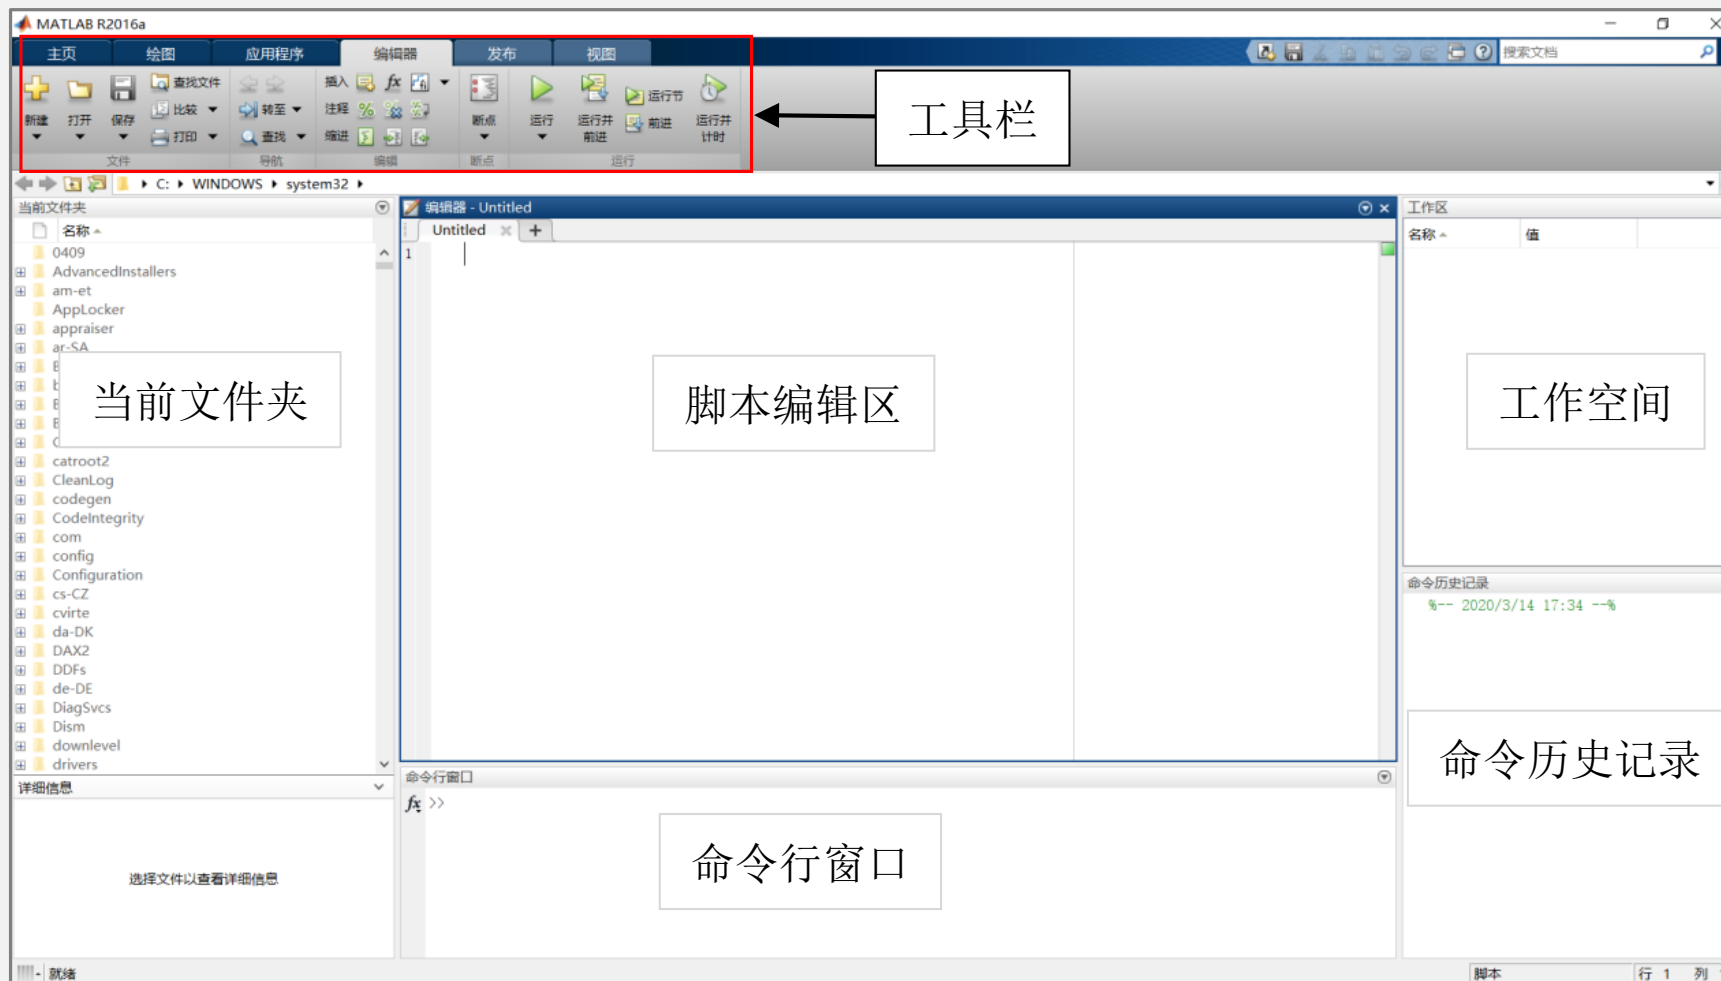 MATLAB R2016a
主页 绘图 应用程序 编辑器 发布 视图
搜索文档
查找文件 插入 fx
比较 转至 注释 运行节
新建 打开 保存 打印 查找 缩进 断点 运行 运行并前进 前进 运行并计时
文件 导航 编辑 断点 运行
工具栏
C: WINDOWS system32
当前文件夹
名称
0409
AdvancedInstallers
am-et
AppLocker
appraiser
ar-SA
当前文件夹
catroot2
CleanLog
codegen
CodeIntegrity
com
config
Configuration
cs-CZ
cvirte
da-DK
DAX2
DDFs
de-DE
DiagSvcs
Dism
downlevel
drivers
详细信息
选择文件以查看详细信息
编辑器 - Untitled
Untitled
1
脚本编辑区
命令行窗口
fx >>
命令行窗口
工作区
名称 值
工作空间
命令历史记录
%-- 2020/3/14 17:34 --%
命令历史记录
就绪
脚本 行 1 列